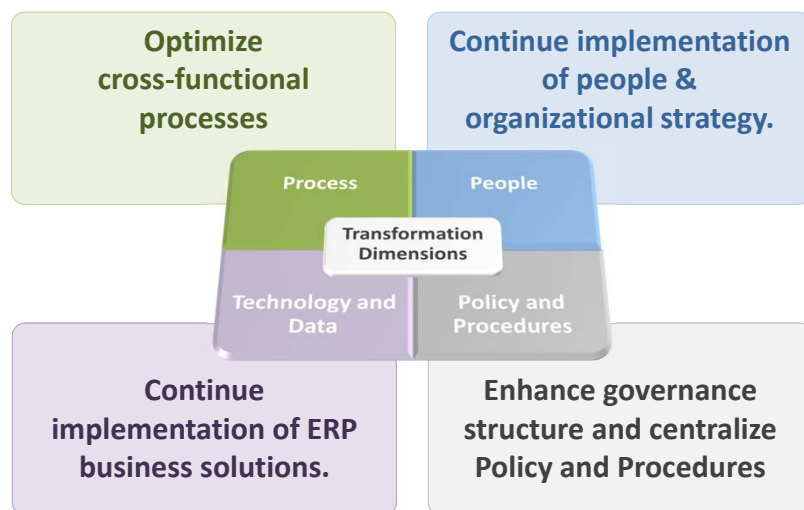 Optimize
cross-functional
processes
Continue implementation
of people &
organizational strategy.
Process
People
Transformation
Dimensions
Technology and
Data
Policy and
Procedures
Continue
implementation of ERP
business solutions.
Enhance governance
structure and centralize
Policy and Procedures